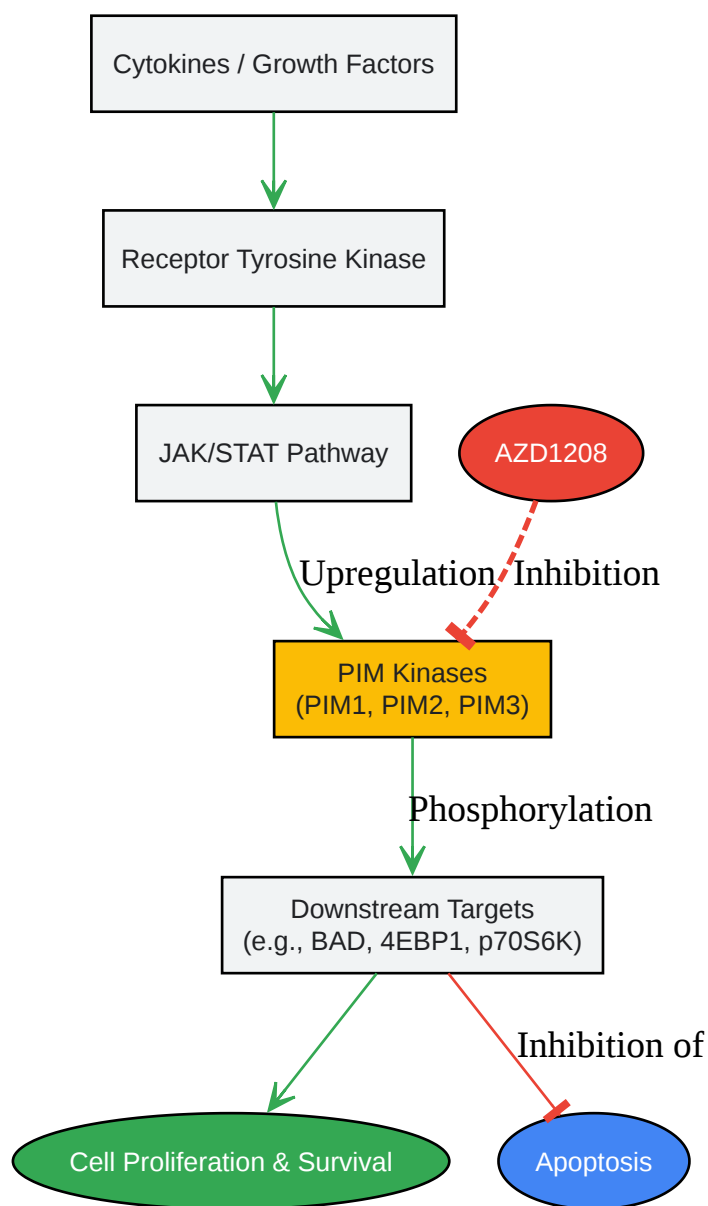 Cytokines / Growth Factors
Receptor Tyrosine Kinase
JAK/STAT Pathway
AZD1208
Upregulation
Inhibition
PIM Kinases
(PIM1, PIM2, PIM3)
Phosphorylation
Downstream Targets
(e.g., BAD, 4EBP1, p70S6K)
Inhibition of
Cell Proliferation & Survival
Apoptosis